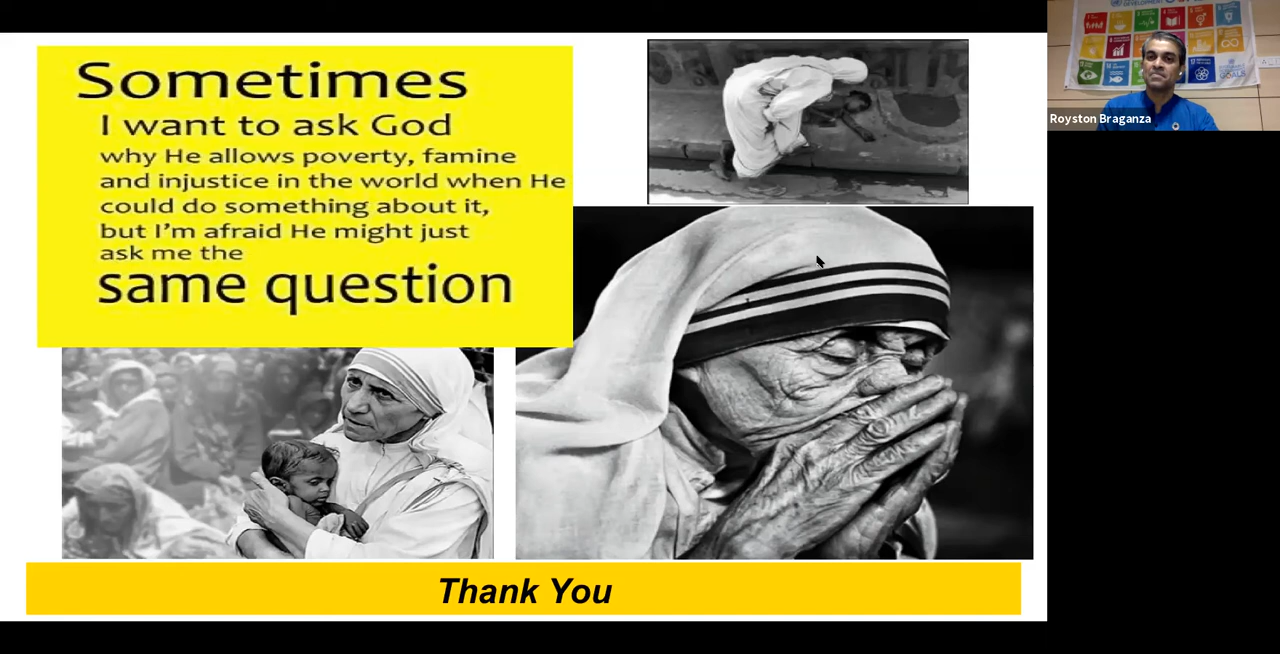 Sometimes
I want to ask God
why He allows poverty, famine
and injustice in the world when He
could do something about it,
but I'm afraid He might just
ask me the
same question
Thank You
Royston Braganza